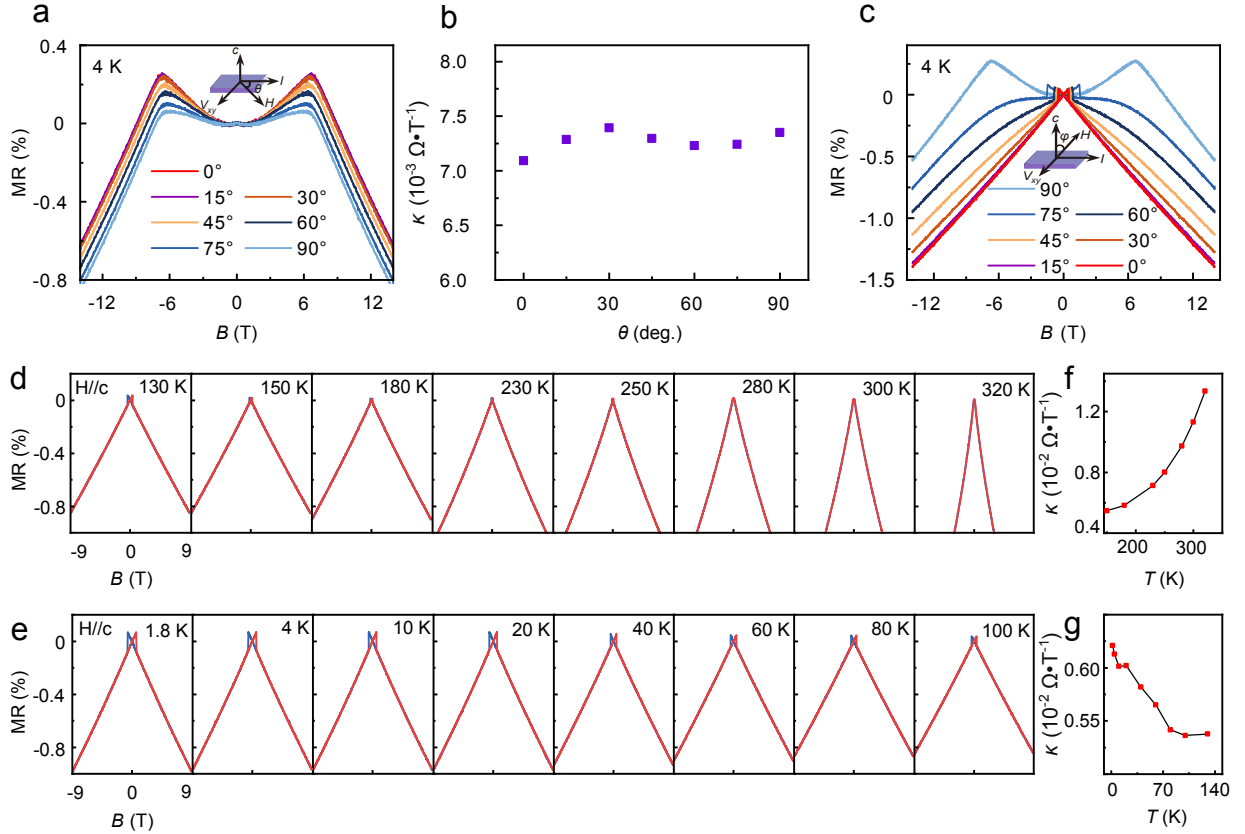 a
0.4
0
-0.4
-0.8
MR (%)
4 K
c
I
θ
H
Vxy
0°
15°
30°
45°
60°
75°
90°
-12
-6
0
6
12
B (T)
b
8.0
7.5
7.0
6.5
6.0
κ (10⁻³ Ω•T⁻¹)
0
30
60
90
θ (deg.)
c
0
-0.5
-1.0
-1.5
MR (%)
4 K
c
φ
H
I
Vxy
90°
75°
60°
45°
30°
15°
0°
-12
-6
0
6
12
B (T)
d
H//c
130 K
150 K
180 K
230 K
250 K
280 K
300 K
320 K
0
-0.4
-0.8
MR (%)
-9
0
9
B (T)
f
1.2
0.8
0.4
κ (10⁻² Ω•T⁻¹)
200
300
T (K)
e
H//c
1.8 K
4 K
10 K
20 K
40 K
60 K
80 K
100 K
0
-0.4
-0.8
MR (%)
-9
0
9
B (T)
g
0.60
0.55
κ (10⁻² Ω•T⁻¹)
0
70
140
T (K)